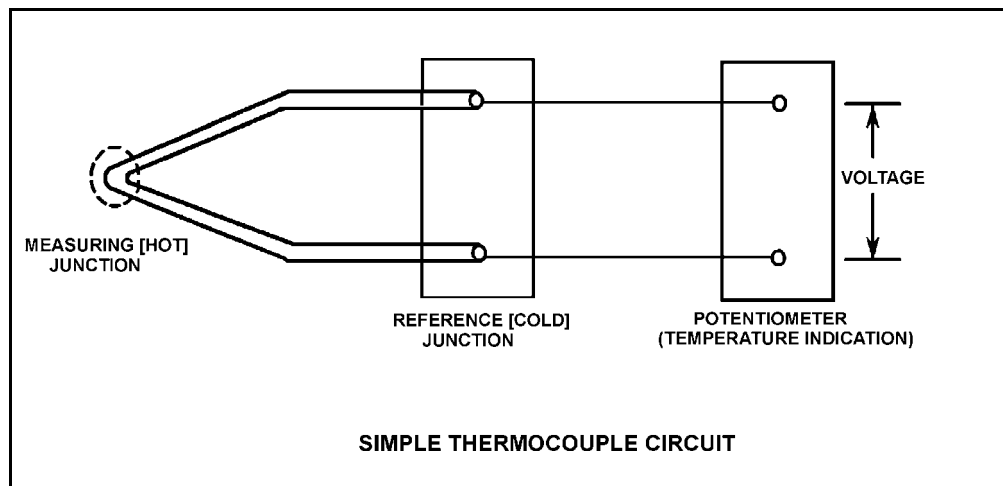 VOLTAGE
MEASURING [HOT]
JUNCTION
REFERENCE [COLD]
JUNCTION
POTENTIOMETER
(TEMPERATURE INDICATION)
SIMPLE THERMOCOUPLE CIRCUIT